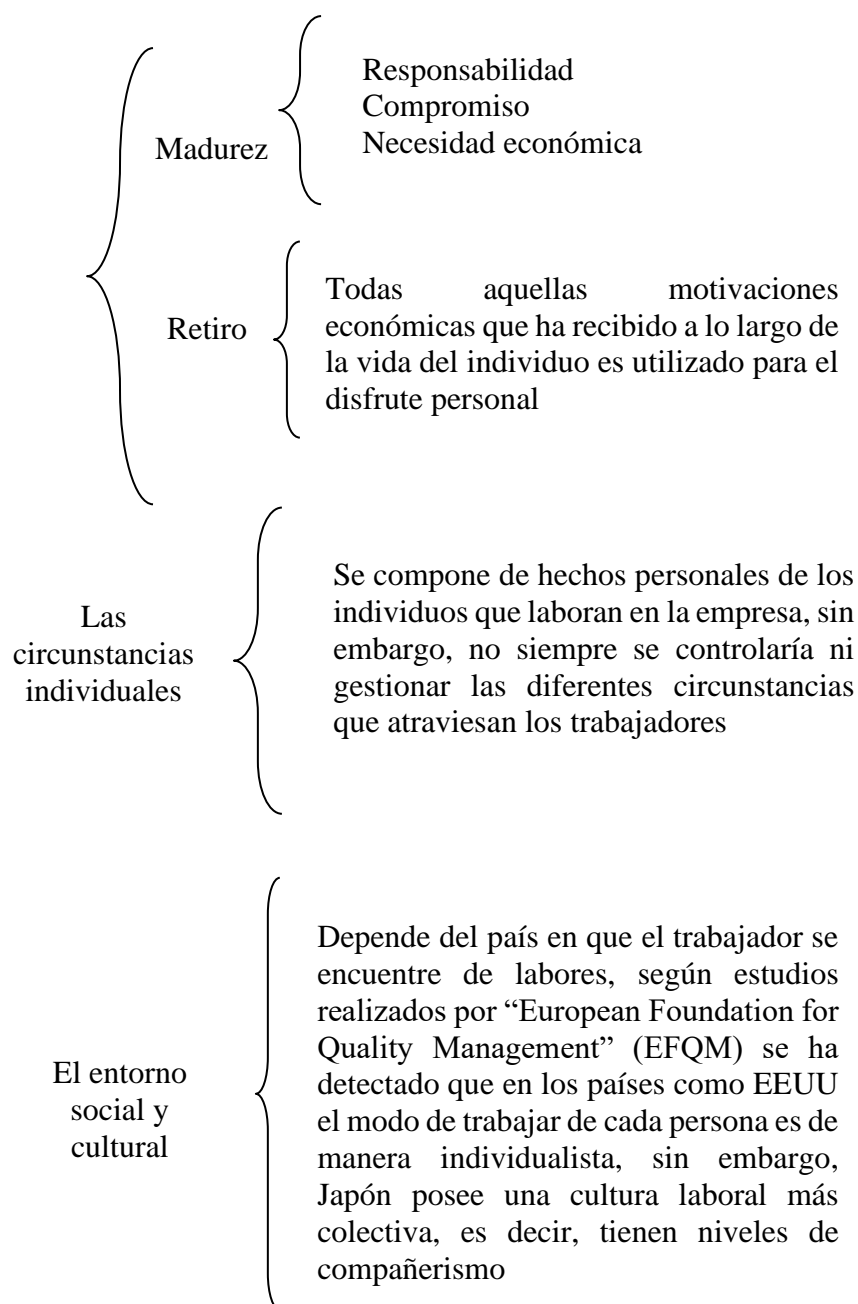 Madurez
Responsabilidad
Compromiso
Necesidad económica
Retiro
Todas aquellas motivaciones
económicas que ha recibido a lo largo de
la vida del individuo es utilizado para el
disfrute personal
Las
circunstancias
individuales
Se compone de hechos personales de los
individuos que laboran en la empresa, sin
embargo, no siempre se controlaría ni
gestionar las diferentes circunstancias
que atraviesan los trabajadores
El entorno
social y
cultural
Depende del país en que el trabajador se
encuentre de labores, según estudios
realizados por “European Foundation for
Quality Management” (EFQM) se ha
detectado que en los países como EEUU
el modo de trabajar de cada persona es de
manera individualista, sin embargo,
Japón posee una cultura laboral más
colectiva, es decir, tienen niveles de
compañerismo